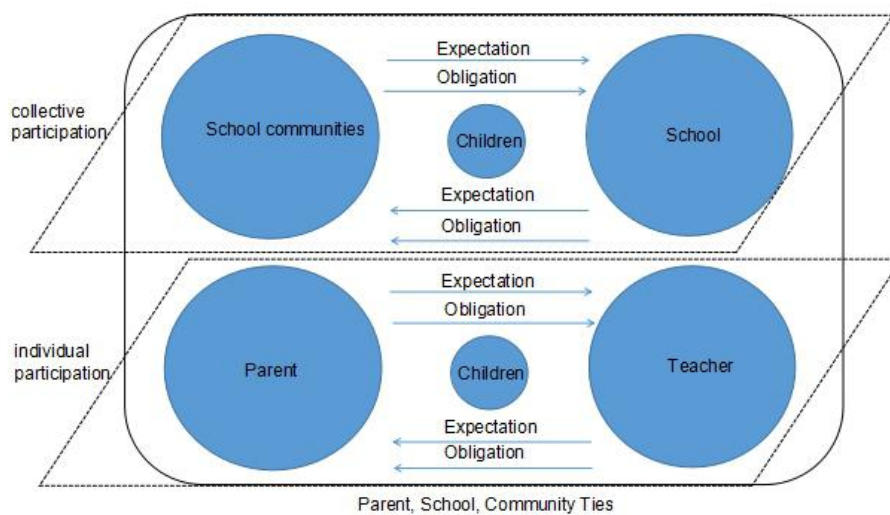 Expectation
Obligation
collective
participation
School communities
Children
School
Expectation
Obligation
Expectation
Obligation
individual
participation
Parent
Children
Teacher
Expectation
Obligation
Parent, School, Community Ties